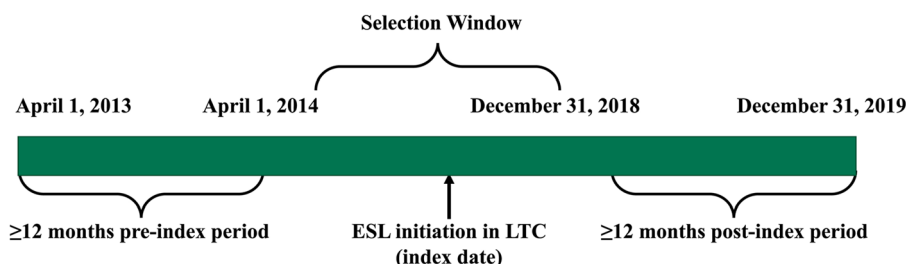 Selection Window
April 1, 2013
April 1, 2014
December 31, 2018
December 31, 2019
≥12 months pre-index period
ESL initiation in LTC
(index date)
≥12 months post-index period